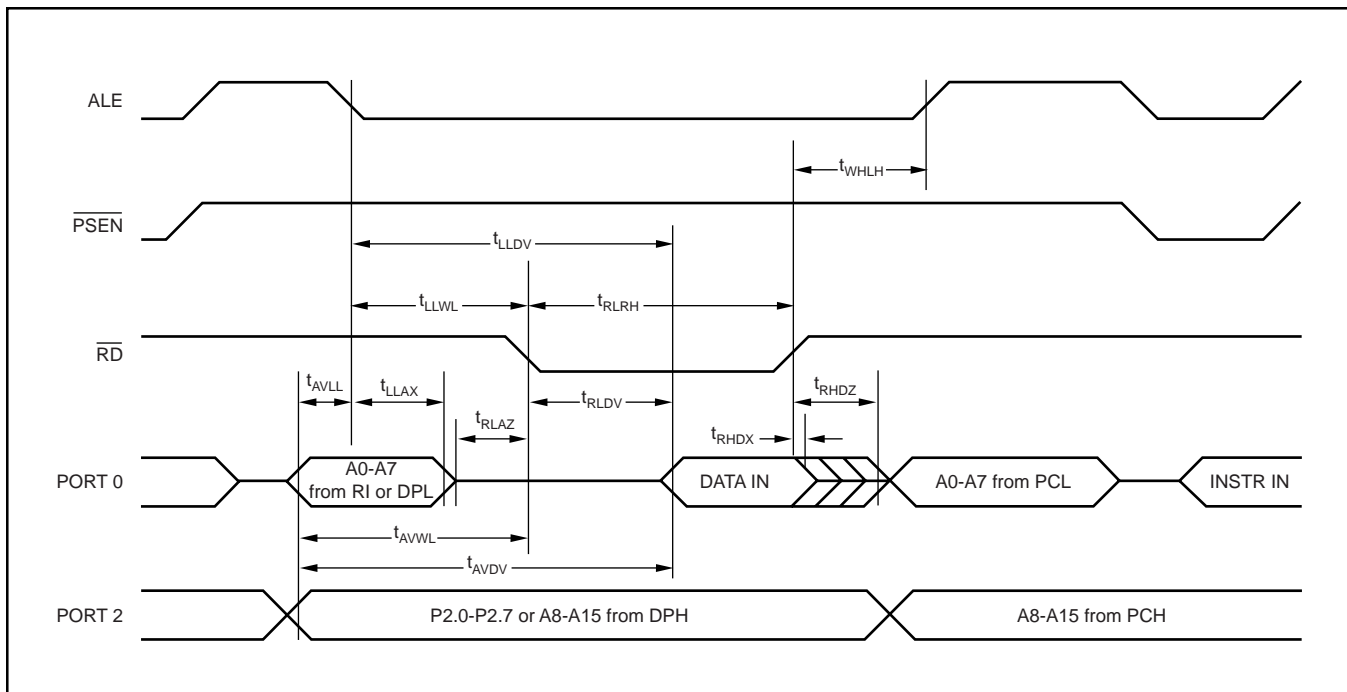 ALE
tWHLH
PSEN
tLLDV
tLLWL
tRLRH
RD
tAVLL
tLLAX
tRLAZ
tRLDV
tRHDZ
tRHDX
PORT 0
A0-A7
from RI or DPL
DATA IN
A0-A7 from PCL
INSTR IN
tAVWL
tAVDV
PORT 2
P2.0-P2.7 or A8-A15 from DPH
A8-A15 from PCH